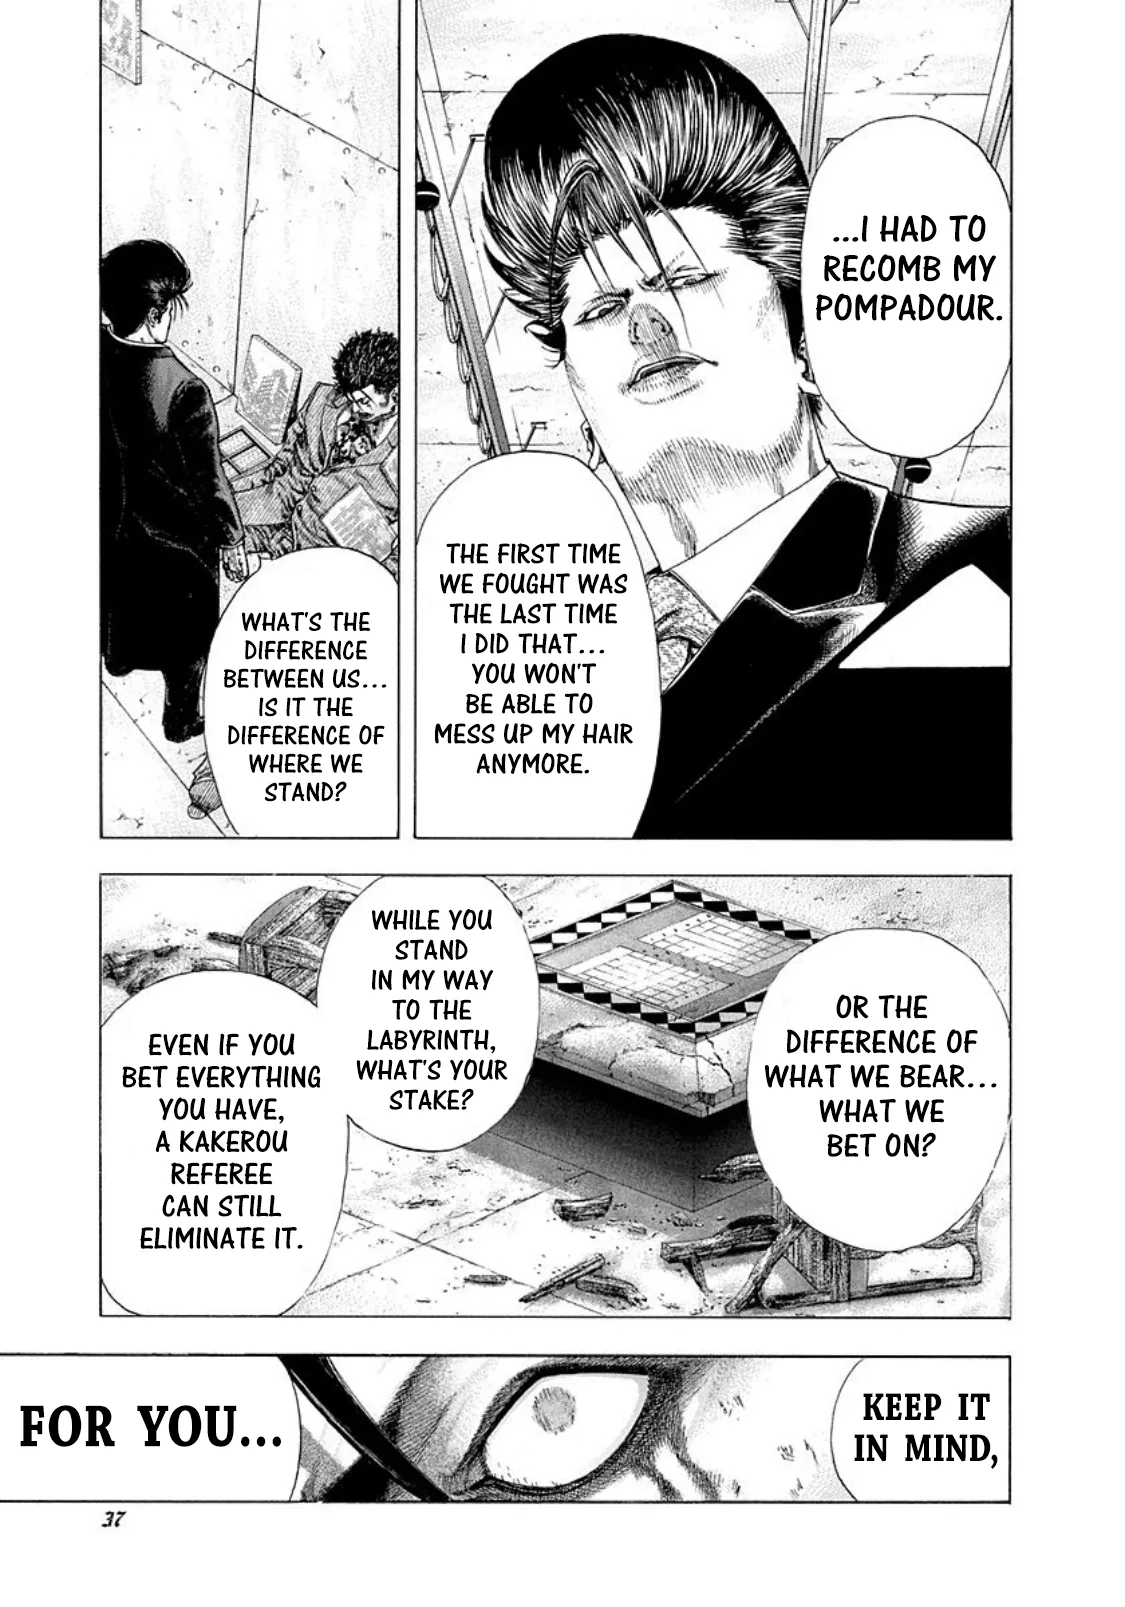 ...I HAD TO
RECOMB MY
POMPADOUR.
THE FIRST TIME
WE FOUGHT WAS
THE LAST TIME
I DID THAT...
YOU WON'T
BE ABLE TO
MESS UP MY HAIR
ANYMORE.
WHAT'S THE
DIFFERENCE
BETWEEN US...
IS IT THE
DIFFERENCE OF
WHERE WE
STAND?
OR THE
DIFFERENCE OF
WHAT WE BEAR...
WHAT WE
BET ON?
WHILE YOU
STAND
IN MY WAY
TO THE
LABYRINTH,
WHAT'S YOUR
STAKE?
EVEN IF YOU
BET EVERYTHING
YOU HAVE,
A KAKEROU
REFEREE
CAN STILL
ELIMINATE IT.
KEEP IT
IN MIND,
FOR YOU...
37